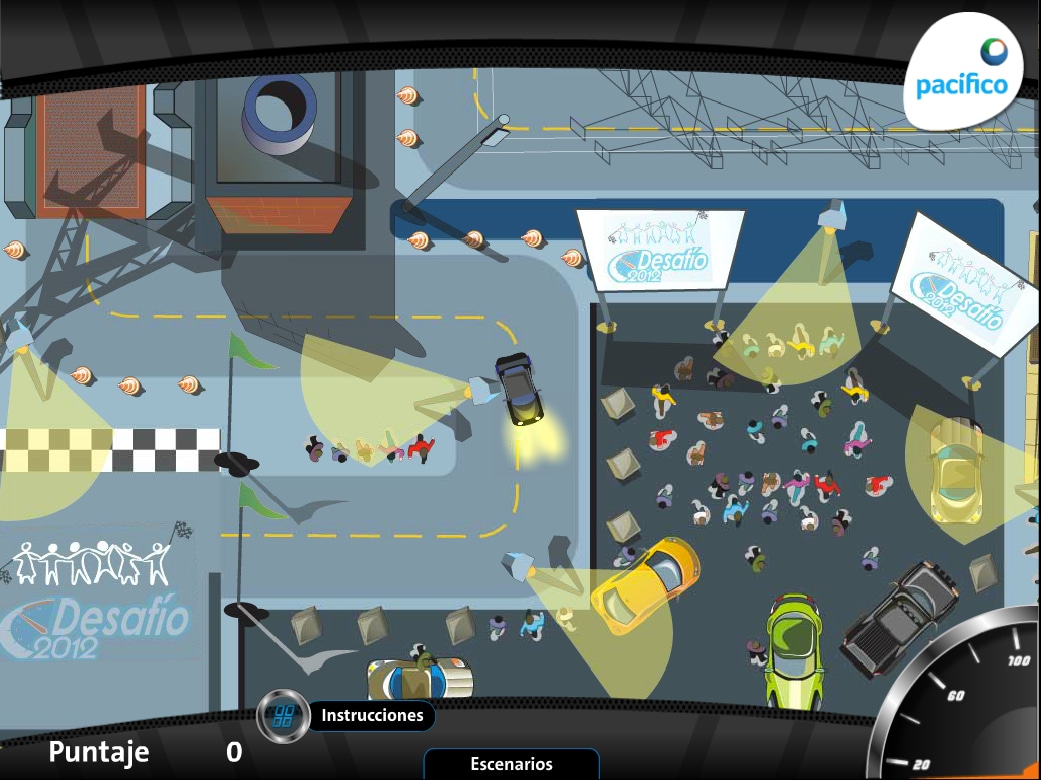 pacifico
Desafío
2012
Desafío
2012
Desafío
2012
100
60
20
Instrucciones
Puntaje 0
Escenarios